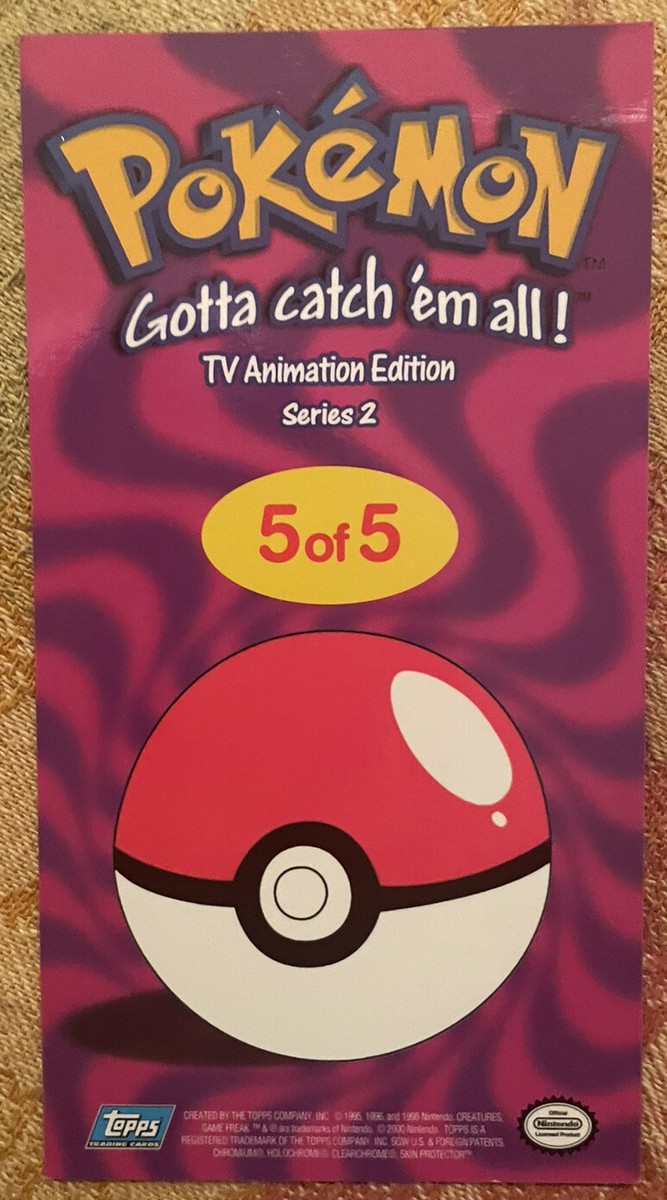 POKéMON
TM
Gotta catch 'em all!
TM
TV Animation Edition
Series 2
5 of 5
CREATED BY THE TOPPS COMPANY, INC. © 1995, 1996, and 1998 Nintendo, CREATURES,
GAME FREAK. ™ & ® are trademarks of Nintendo. © 2000 Nintendo. TOPPS IS A
REGISTERED TRADEMARK OF THE TOPPS COMPANY, INC. SGW U.S. & FOREIGN PATENTS,
CHROMIUM®, HOLOCHROME®, CLEARCHROME®, SKIN PROTECTOR™
topps
TRADING CARDS
Official
Nintendo
Licensed Product